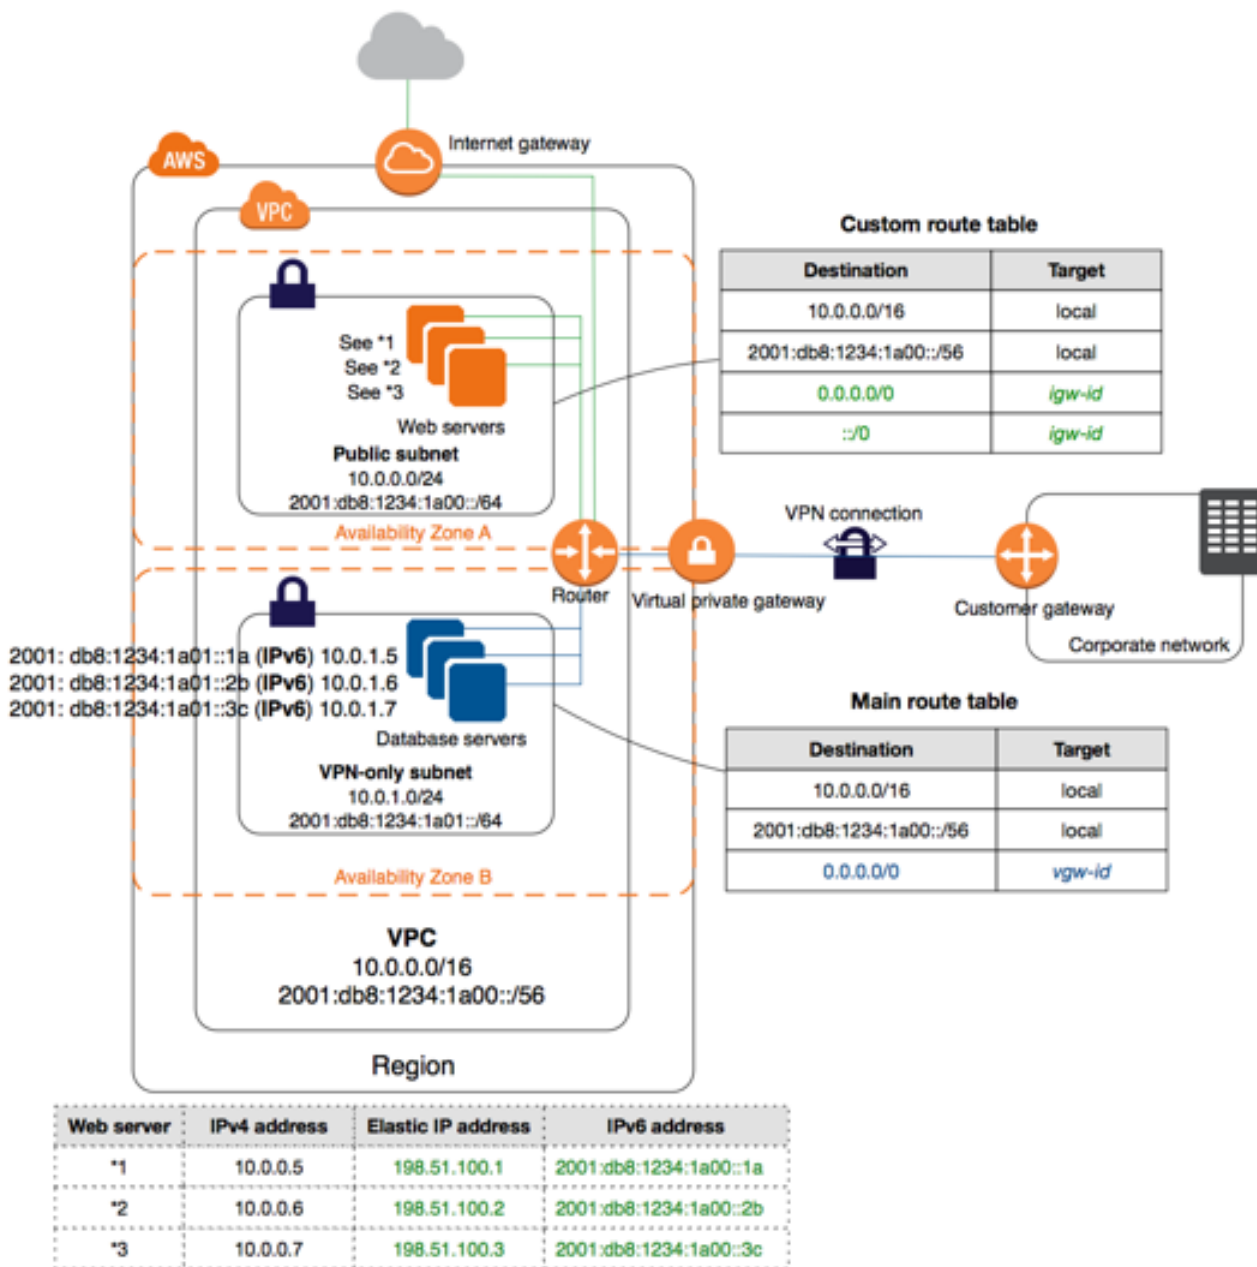 Internet gateway
AWS
VPC
Custom route table
Destination Target
10.0.0.0/16 local
2001:db8:1234:1a00::/56 local
0.0.0.0/0 igw-id
::/0 igw-id
See *1
See *2
See *3
Web servers
Public subnet
10.0.0.0/24
2001:db8:1234:1a00::/64
Availability Zone A
VPN connection
Router
Virtual private gateway
Customer gateway
Corporate network
2001: db8:1234:1a01::1a (IPv6) 10.0.1.5
2001: db8:1234:1a01::2b (IPv6) 10.0.1.6
2001: db8:1234:1a01::3c (IPv6) 10.0.1.7
Database servers
VPN-only subnet
10.0.1.0/24
2001:db8:1234:1a01::/64
Availability Zone B
Main route table
Destination Target
10.0.0.0/16 local
2001:db8:1234:1a00::/56 local
0.0.0.0/0 vgw-id
VPC
10.0.0.0/16
2001:db8:1234:1a00::/56
Region
Web server IPv4 address Elastic IP address IPv6 address
*1 10.0.0.5 198.51.100.1 2001:db8:1234:1a00::1a
*2 10.0.0.6 198.51.100.2 2001:db8:1234:1a00::2b
*3 10.0.0.7 198.51.100.3 2001:db8:1234:1a00::3c